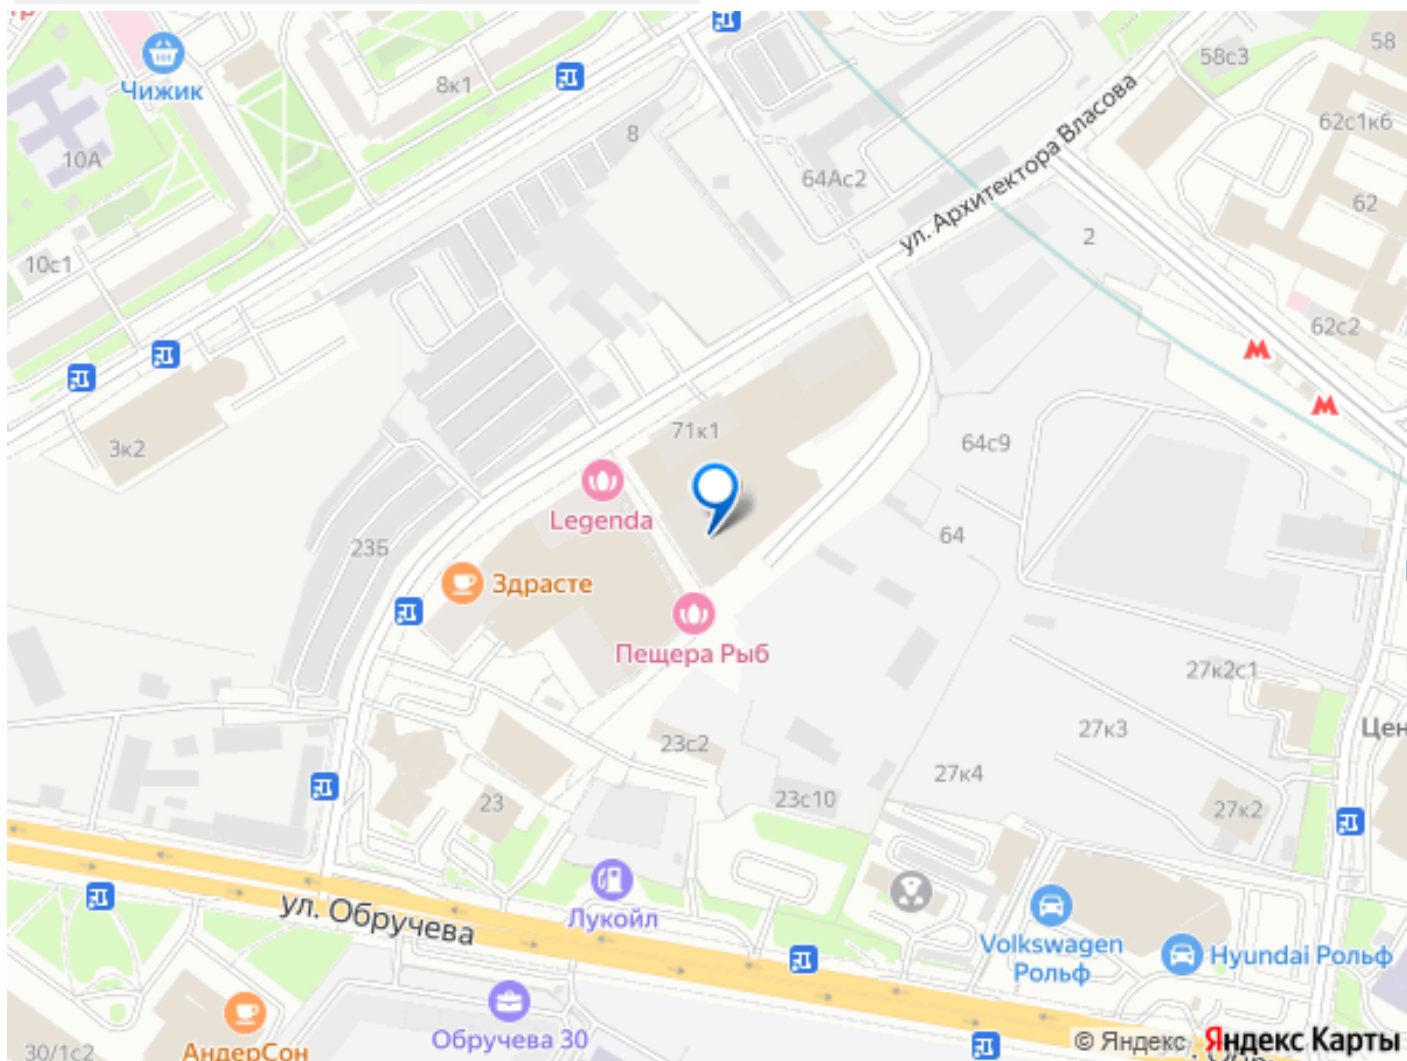 Чижик
8к1
8
10А
10с1
58с3
58
62с1к6
62
62с2
64Ас2
ул. Архитектора Власова
2
3к2
71к1
64с9
64
Legenda
23Б
Здрасте
Пещера Рыб
27к2с1
27к3
27к4
27к2
Цен
23с2
23с10
23
ул. Обручева
Лукойл
Volkswagen
Рольф
Hyundai Рольф
Обручева 30
АндерСон
30/1с2
© Яндекс Яндекс Карты